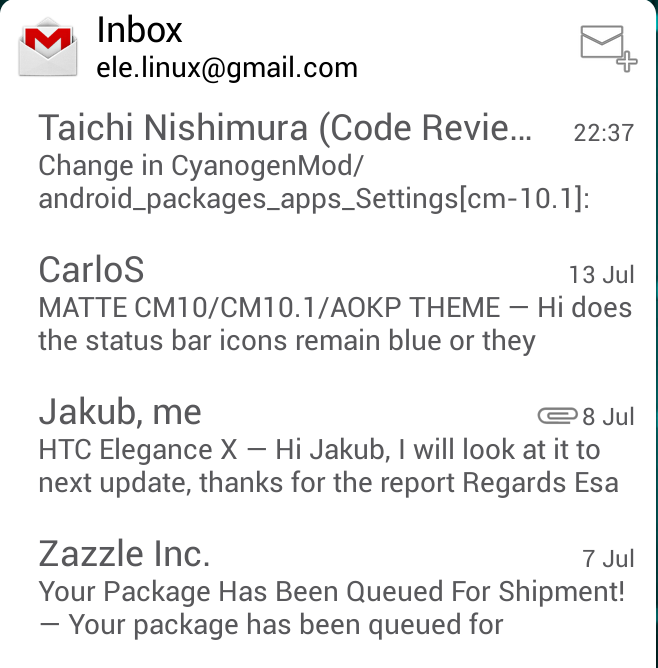 Inbox
ele.linux@gmail.com
Taichi Nishimura (Code Revie... 22:37
Change in CyanogenMod/
android_packages_apps_Settings[cm-10.1]:
CarloS 13 Jul
MATTE CM10/CM10.1/AOKP THEME — Hi does
the status bar icons remain blue or they
Jakub, me 8 Jul
HTC Elegance X — Hi Jakub, I will look at it to
next update, thanks for the report Regards Esa
Zazzle Inc. 7 Jul
Your Package Has Been Queued For Shipment!
— Your package has been queued for